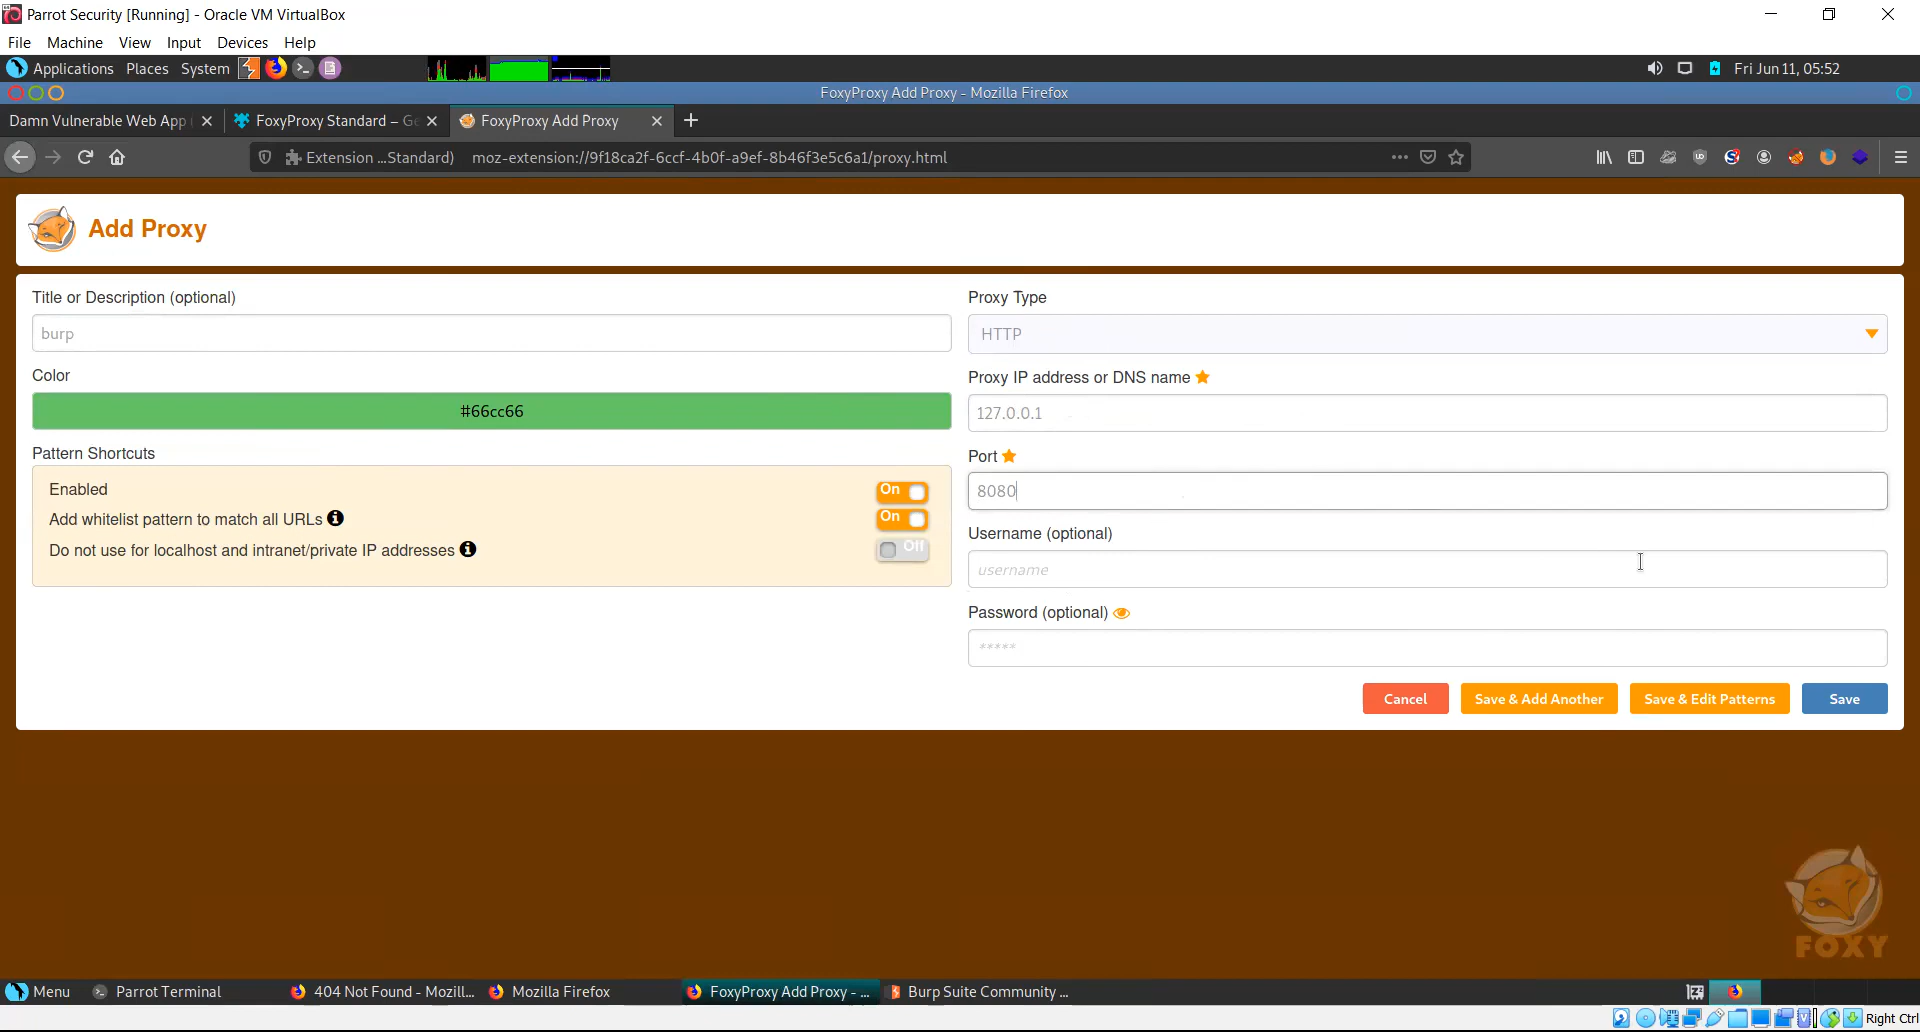 Parrot Security [Running] - Oracle VM VirtualBox
File Machine View Input Devices Help
Applications Places System
Fri Jun 11, 05:52
FoxyProxy Add Proxy - Mozilla Firefox
Damn Vulnerable Web App
FoxyProxy Standard – Ge
FoxyProxy Add Proxy
Extension ...Standard) moz-extension://9f18ca2f-6ccf-4b0f-a9ef-8b46f3e5c6a1/proxy.html
Add Proxy
Title or Description (optional)
burp
Color
#66cc66
Pattern Shortcuts
Enabled On
Add whitelist pattern to match all URLs On
Do not use for localhost and intranet/private IP addresses Off
Proxy Type
HTTP
Proxy IP address or DNS name
127.0.0.1
Port
8080
Username (optional)
username
Password (optional)
*****
Cancel Save & Add Another Save & Edit Patterns Save
FOXY
Menu Parrot Terminal 404 Not Found - Mozill... Mozilla Firefox FoxyProxy Add Proxy - ... Burp Suite Community ...
Right Ctrl